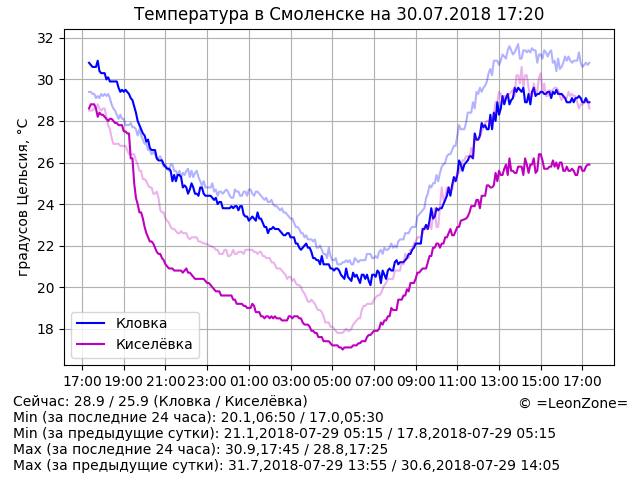 Температура в Смоленске на 30.07.2018 17:20
градусов Цельсия, °C
32
30
28
26
24
22
20
18
Кловка
Киселёвка
17:00 19:00 21:00 23:00 01:00 03:00 05:00 07:00 09:00 11:00 13:00 15:00 17:00
Сейчас: 28.9 / 25.9 (Кловка / Киселёвка)
© =LeonZone=
Min (за последние 24 часа): 20.1,06:50 / 17.0,05:30
Min (за предыдущие сутки): 21.1,2018-07-29 05:15 / 17.8,2018-07-29 05:15
Max (за последние 24 часа): 30.9,17:45 / 28.8,17:25
Max (за предыдущие сутки): 31.7,2018-07-29 13:55 / 30.6,2018-07-29 14:05